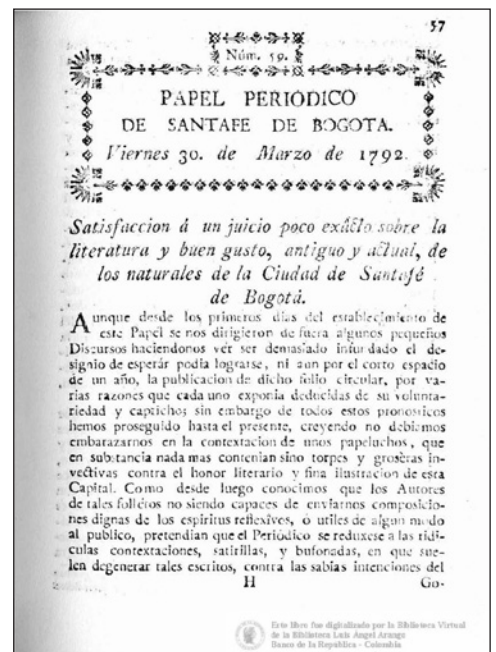 57
Núm. 59.
PAPEL PERIODICO
DE SANTAFE DE BOGOTA.
Viernes 30. de Marzo de 1792.
Satisfaccion á un juicio poco exácto sobre la
literatura y buen gusto, antiguo y actual, de
los naturales de la Ciudad de Santafé
de Bogotá.
Aunque desde los primeros dias del establecimiento de
este Papel se nos dirigieron de fuera algunos pequeños
Discursos haciendonos vér ser demasiado infundado el de-
signio de esperár podia lograrse, ni aun por el corto espacio
de un año, la publicacion de dicho folio circular, por va-
rias razones que cada uno exponia deducidas de su volunta-
riedad y capricho; sin embargo de todos estos pronosticos
hemos proseguido hasta el presente, creyendo no debiamos
embarazarnos en la contextacion de unos papeluchos, que
en substancia nada mas contenian sino torpes y groseras in-
vectivas contra el honor literario y fina ilustracion de esta
Capital. Como desde luego conocimos que los Autores
de tales folletos no siendo capaces de enviarnos composicio-
nes dignas de los espiritus reflexîvos, ó utiles de algun modo
al publico, pretendian que el Periódico se reduxese a las ridi-
culas contextaciones, satirillas, y bufonadas, en que sue-
len degenerar tales escritos, contra las sabias intenciones del
H
Go-
Este libro fue digitalizado por la Biblioteca Virtual
de la Biblioteca Luis Ángel Arango
Banco de la República - Colombia